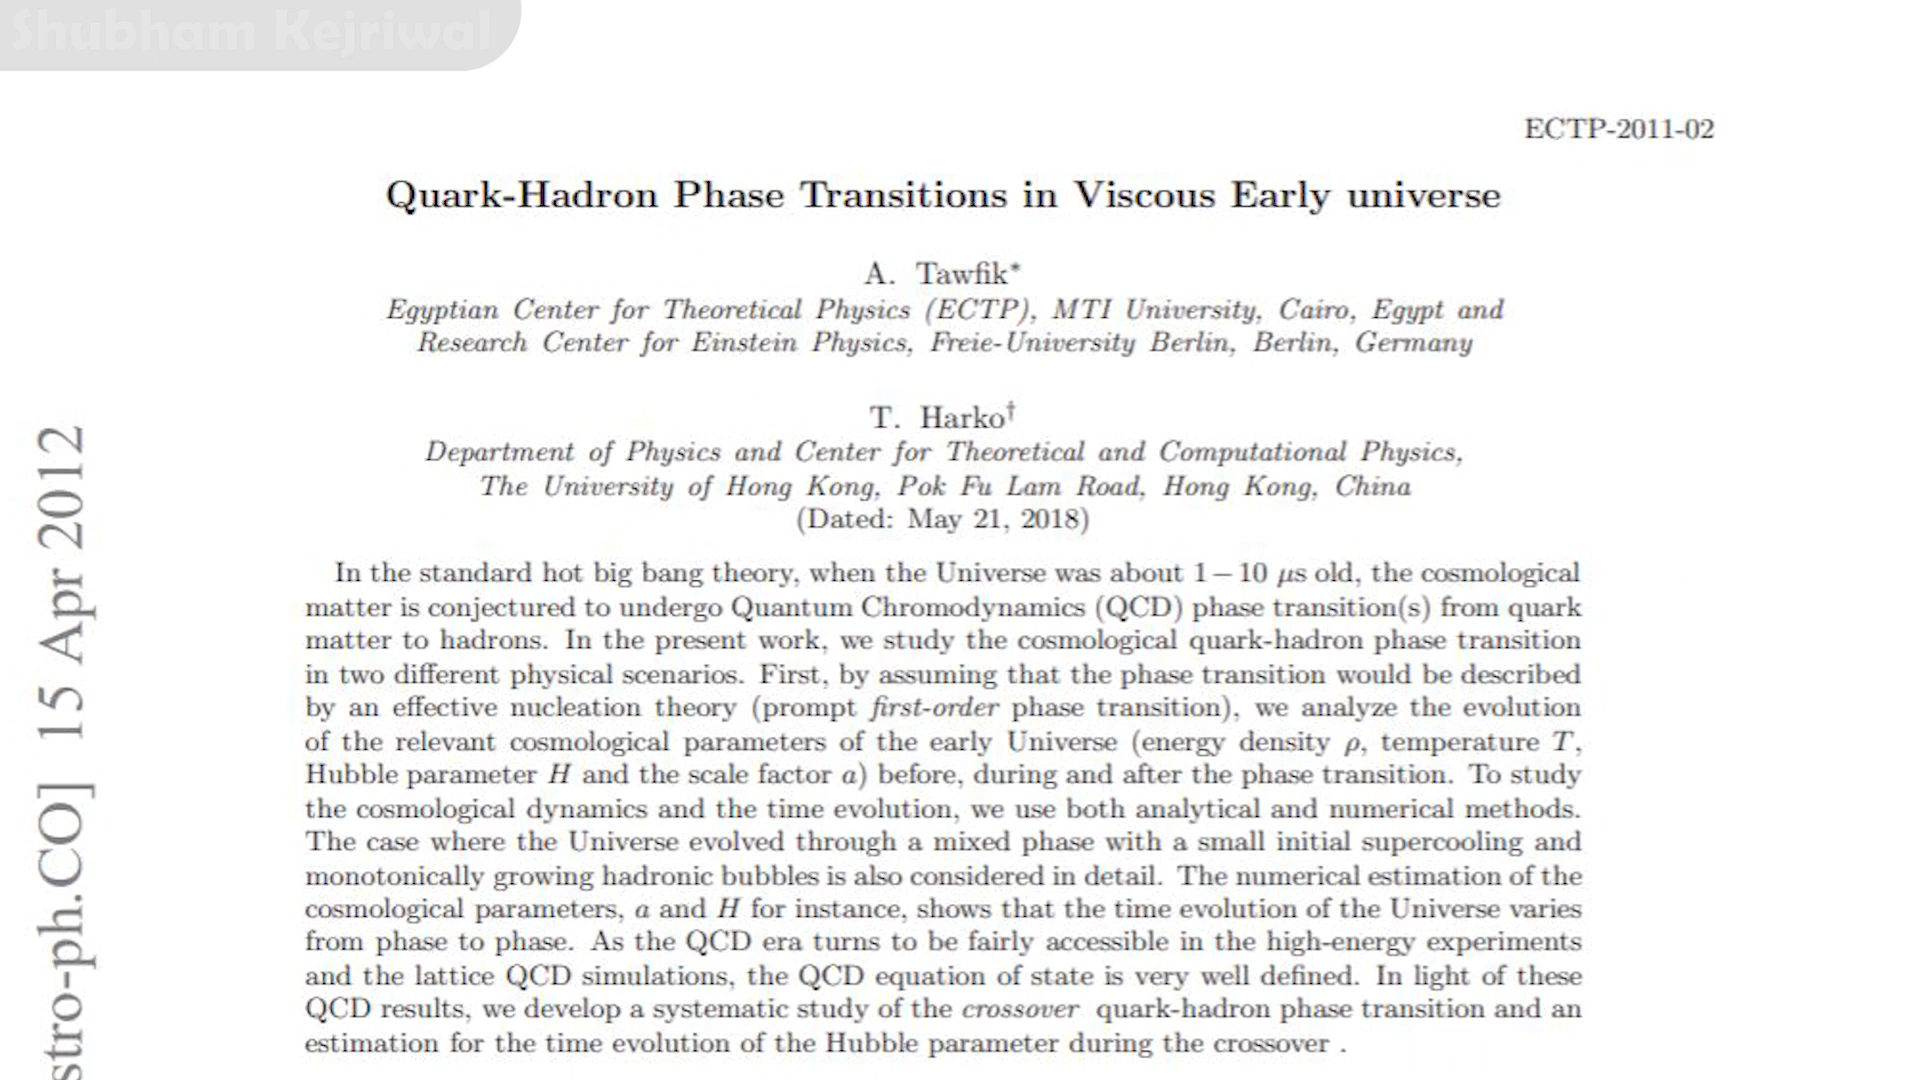 Shubham Kejriwal
ECTP-2011-02
Quark-Hadron Phase Transitions in Viscous Early universe
A. Tawfik*
Egyptian Center for Theoretical Physics (ECTP), MTI University, Cairo, Egypt and
Research Center for Einstein Physics, Freie-University Berlin, Berlin, Germany
T. Harko†
Department of Physics and Center for Theoretical and Computational Physics,
The University of Hong Kong, Pok Fu Lam Road, Hong Kong, China
(Dated: May 21, 2018)
In the standard hot big bang theory, when the Universe was about 1 – 10 μs old, the cosmological
matter is conjectured to undergo Quantum Chromodynamics (QCD) phase transition(s) from quark
matter to hadrons. In the present work, we study the cosmological quark-hadron phase transition
in two different physical scenarios. First, by assuming that the phase transition would be described
by an effective nucleation theory (prompt first-order phase transition), we analyze the evolution
of the relevant cosmological parameters of the early Universe (energy density ρ, temperature T,
Hubble parameter H and the scale factor a) before, during and after the phase transition. To study
the cosmological dynamics and the time evolution, we use both analytical and numerical methods.
The case where the Universe evolved through a mixed phase with a small initial supercooling and
monotonically growing hadronic bubbles is also considered in detail. The numerical estimation of the
cosmological parameters, a and H for instance, shows that the time evolution of the Universe varies
from phase to phase. As the QCD era turns to be fairly accessible in the high-energy experiments
and the lattice QCD simulations, the QCD equation of state is very well defined. In light of these
QCD results, we develop a systematic study of the crossover quark-hadron phase transition and an
estimation for the time evolution of the Hubble parameter during the crossover .
stro-ph.CO] 15 Apr 2012